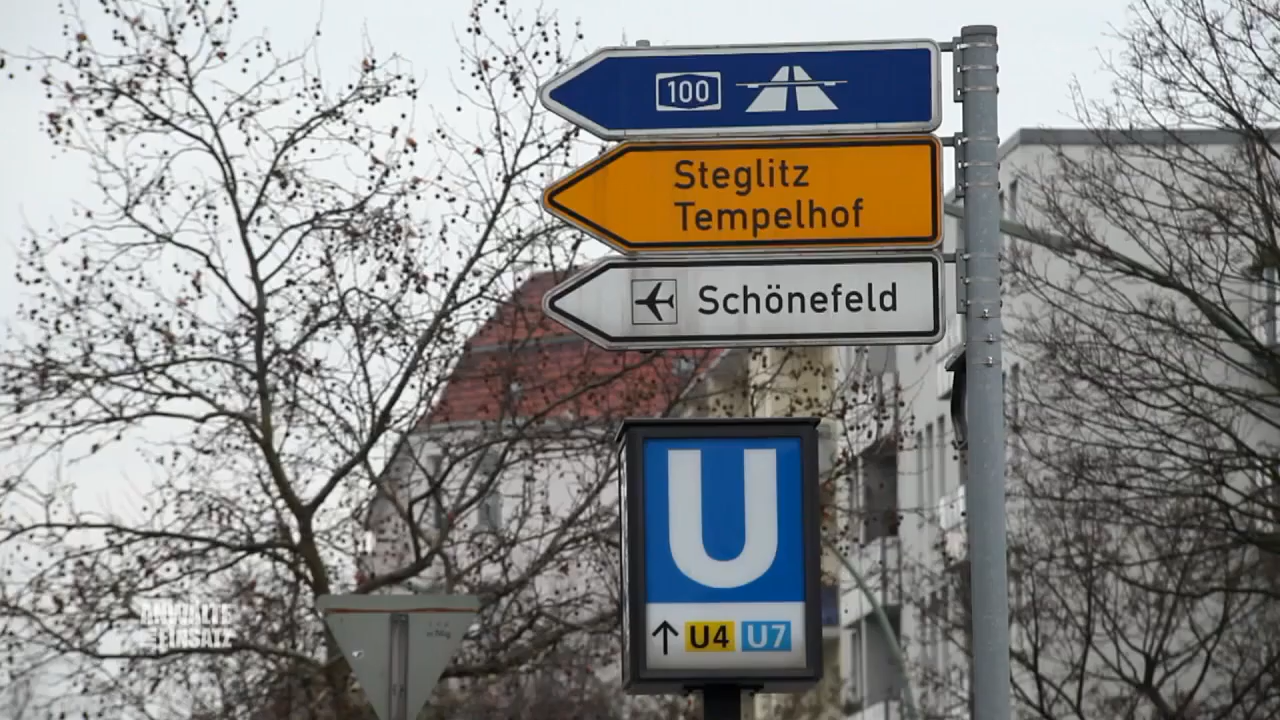 100
Steglitz
Tempelhof
Schönefeld
U
U4 U7
ANWÄLTE
IM EINSATZ